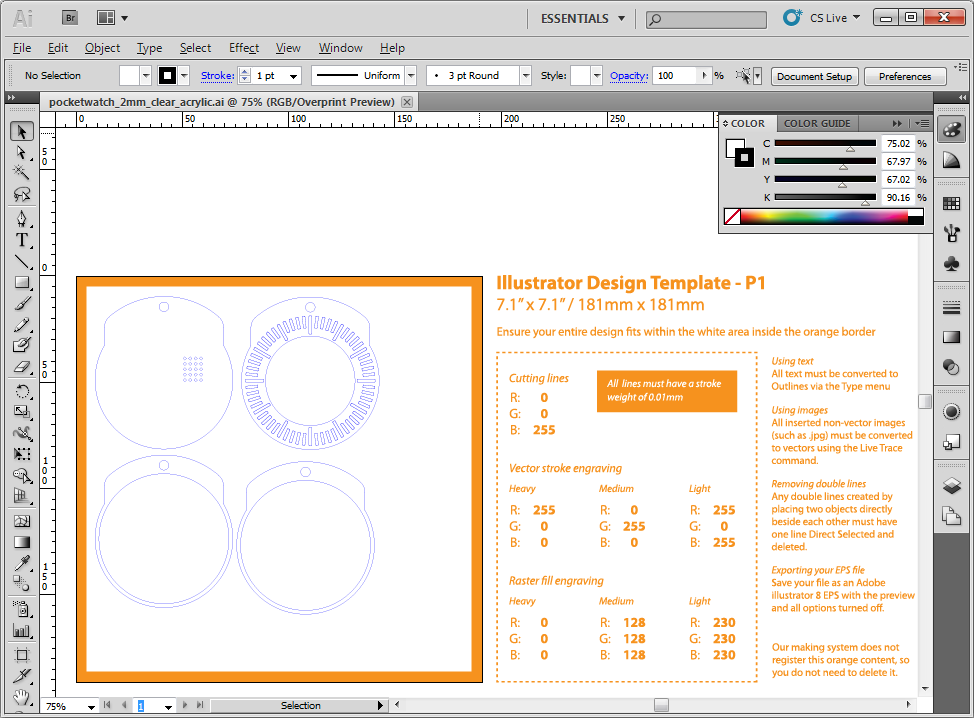 Ai Br ESSENTIALS CS Live
File Edit Object Type Select Effect View Window Help
No Selection Stroke: 1 pt Uniform 3 pt Round Style: Opacity: 100 % Document Setup Preferences
pocketwatch_2mm_clear_acrylic.ai @ 75% (RGB/Overprint Preview)
0 50 100 150 200 250
COLOR COLOR GUIDE
C 75.02 %
M 67.97 %
Y 67.02 %
K 90.16 %
50
0
50
100
150
Illustrator Design Template - P1
7.1” x 7.1” / 181mm x 181mm
Ensure your entire design fits within the white area inside the orange border
Cutting lines
R: 0
G: 0
B: 255
All lines must have a stroke
weight of 0.01mm
Vector stroke engraving
Heavy Medium Light
R: 255 R: 0 R: 255
G: 0 G: 255 G: 0
B: 0 B: 0 B: 255
Raster fill engraving
Heavy Medium Light
R: 0 R: 128 R: 230
G: 0 G: 128 G: 230
B: 0 B: 128 B: 230
Using text
All text must be converted to
Outlines via the Type menu
Using images
All inserted non-vector images
(such as .jpg) must be converted
to vectors using the Live Trace
command.
Removing double lines
Any double lines created by
placing two objects directly
beside each other must have
one line Direct Selected and
deleted.
Exporting your EPS file
Save your file as an Adobe
illustrator 8 EPS with the preview
and all options turned off.
Our making system does not
register this orange content, so
you do not need to delete it.
75% 1 Selection